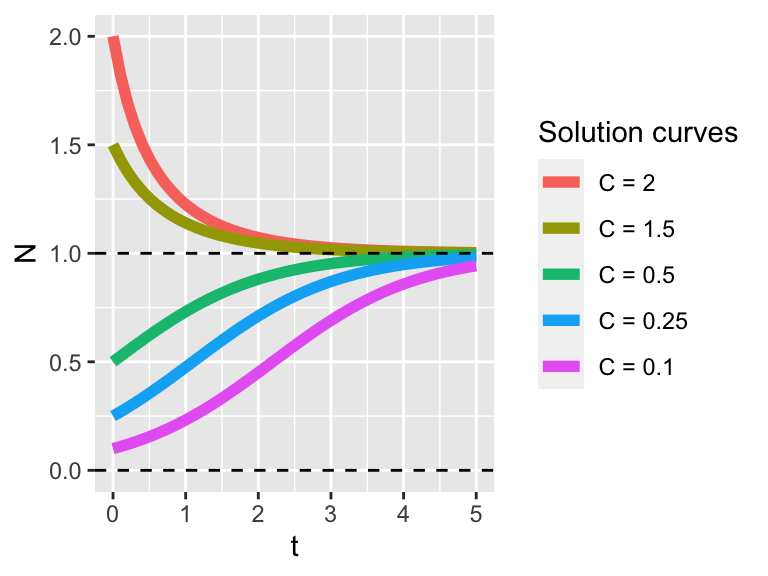 2.0
1.5
1.0
0.5
0.0
N
0 1 2 3 4 5
t
Solution curves
C = 2
C = 1.5
C = 0.5
C = 0.25
C = 0.1